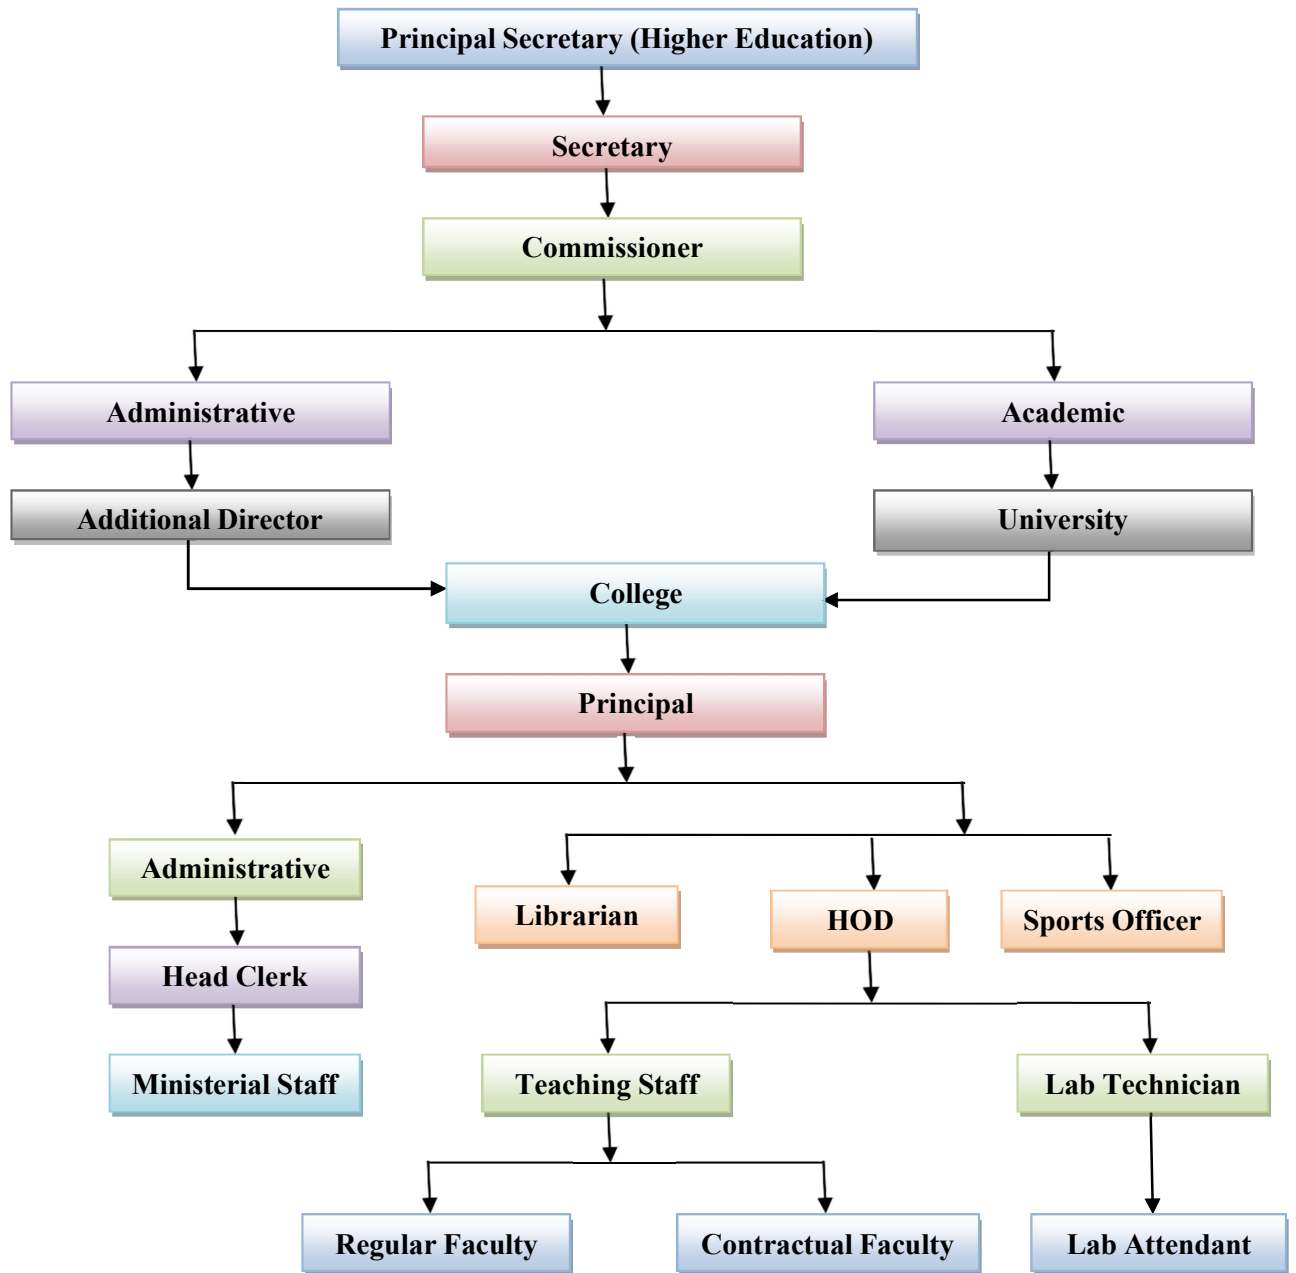 Principal Secretary (Higher Education)
Secretary
Commissioner
Administrative
Academic
Additional Director
University
College
Principal
Administrative
Librarian
HOD
Sports Officer
Head Clerk
Ministerial Staff
Teaching Staff
Lab Technician
Regular Faculty
Contractual Faculty
Lab Attendant